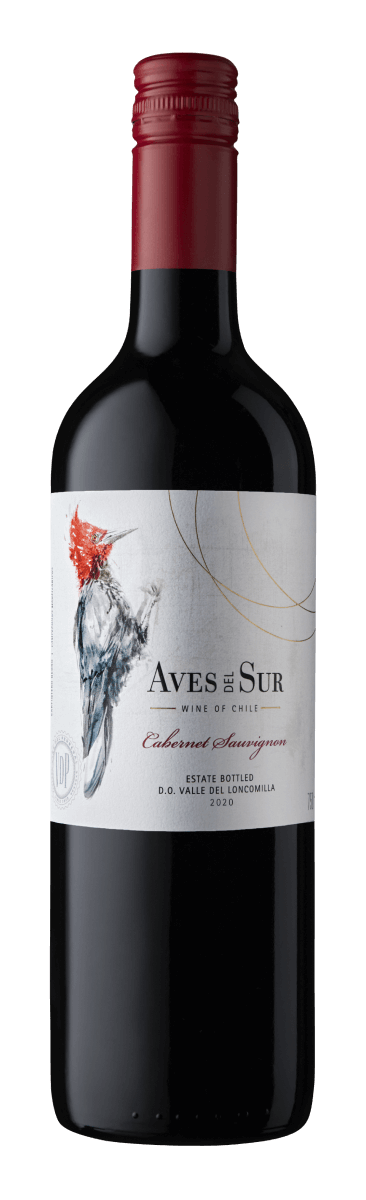 AVES DEL SUR
WINE OF CHILE
Cabernet Sauvignon
ESTATE BOTTLED
D.O. VALLE DEL LONCOMILLA
2020